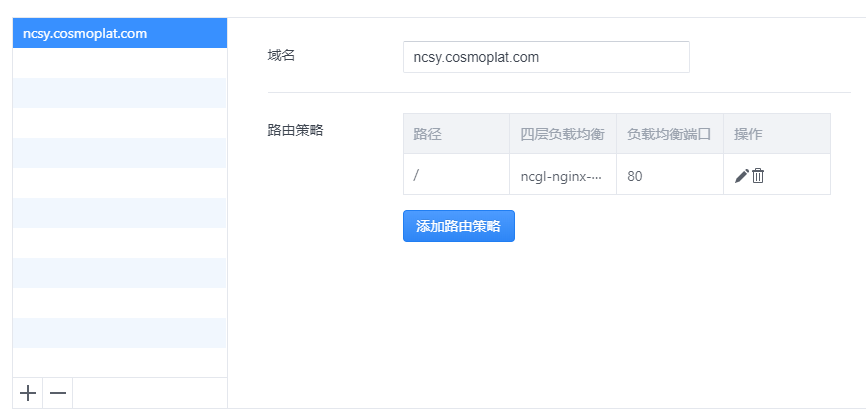 ncsy.cosmoplat.com
域名
ncsy.cosmoplat.com
路由策略
路径 四层负载均衡 负载均衡端口 操作
/ ncgl-nginx-··· 80
添加路由策略